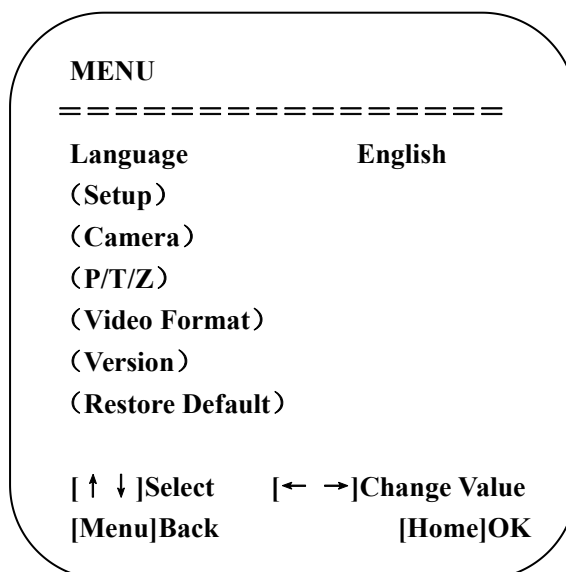 MENU
================
Language English
（Setup）
（Camera）
（P/T/Z）
（Video Format）
（Version）
（Restore Default）
[↑ ↓]Select [← →]Change Value
[Menu]Back [Home]OK